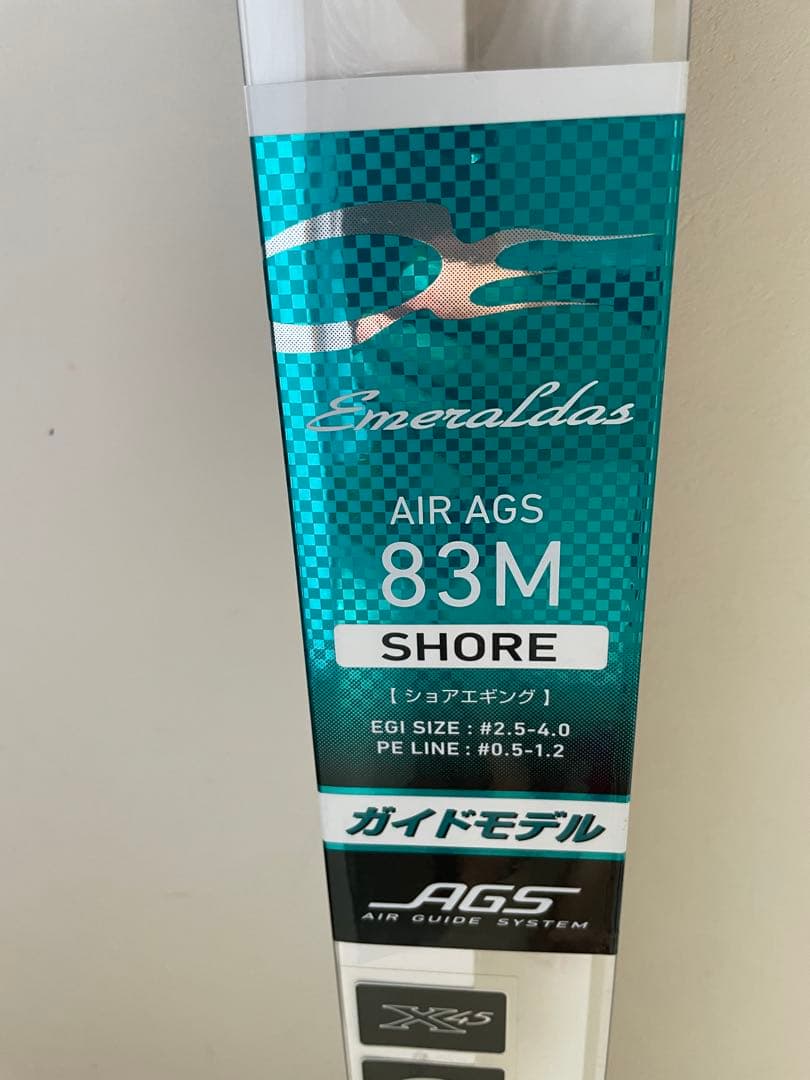 Emeraldas
AIR AGS
83M
SHORE
【 ショアエギング 】
EGI SIZE : #2.5-4.0
PE LINE : #0.5-1.2
ガイドモデル
AGS
AIR GUIDE SYSTEM
X45